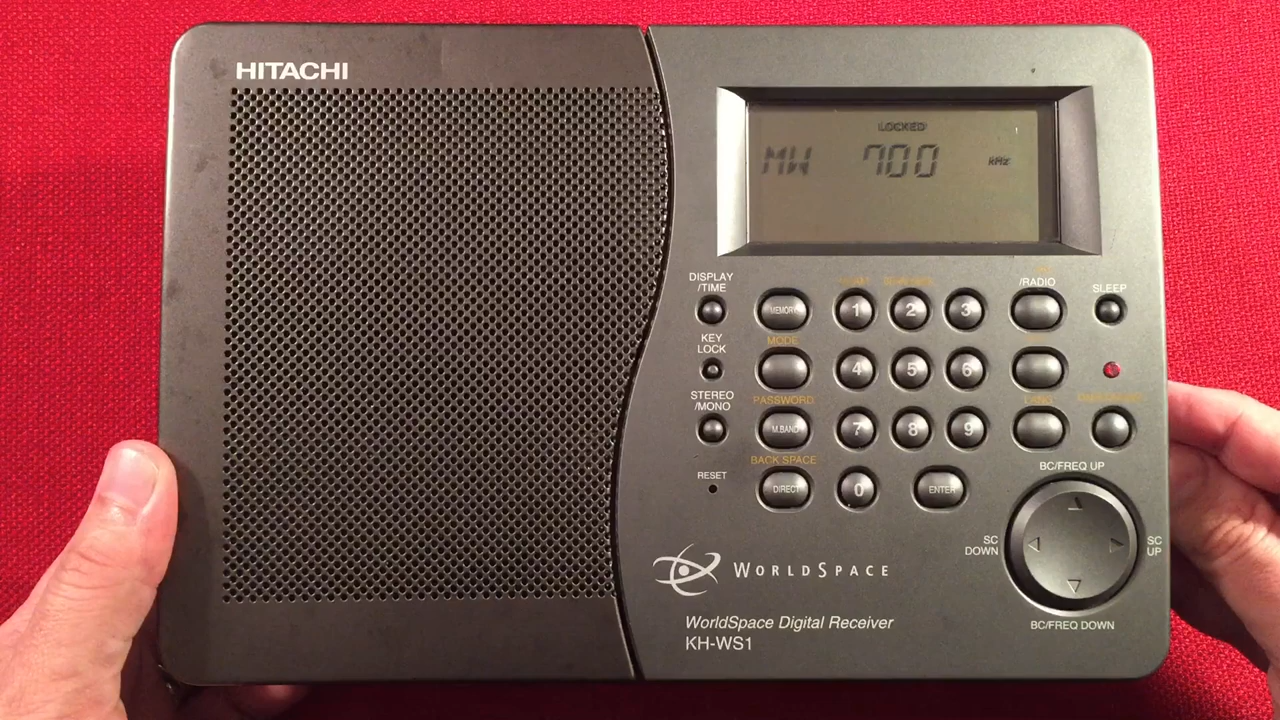 HITACHI
LOCKED
MW 700 kHz
DISPLAY
/TIME
MEMORY
1
2
3
/RADIO
SLEEP
KEY
LOCK
MODE
4
5
6
STEREO
/MONO
PASSWORD
M.BAND
7
8
9
LANG
RESET
BACK SPACE
DIRECT
0
ENTER
BC/FREQ UP
SC
DOWN
SC
UP
BC/FREQ DOWN
WORLDSPACE
WorldSpace Digital Receiver
KH-WS1